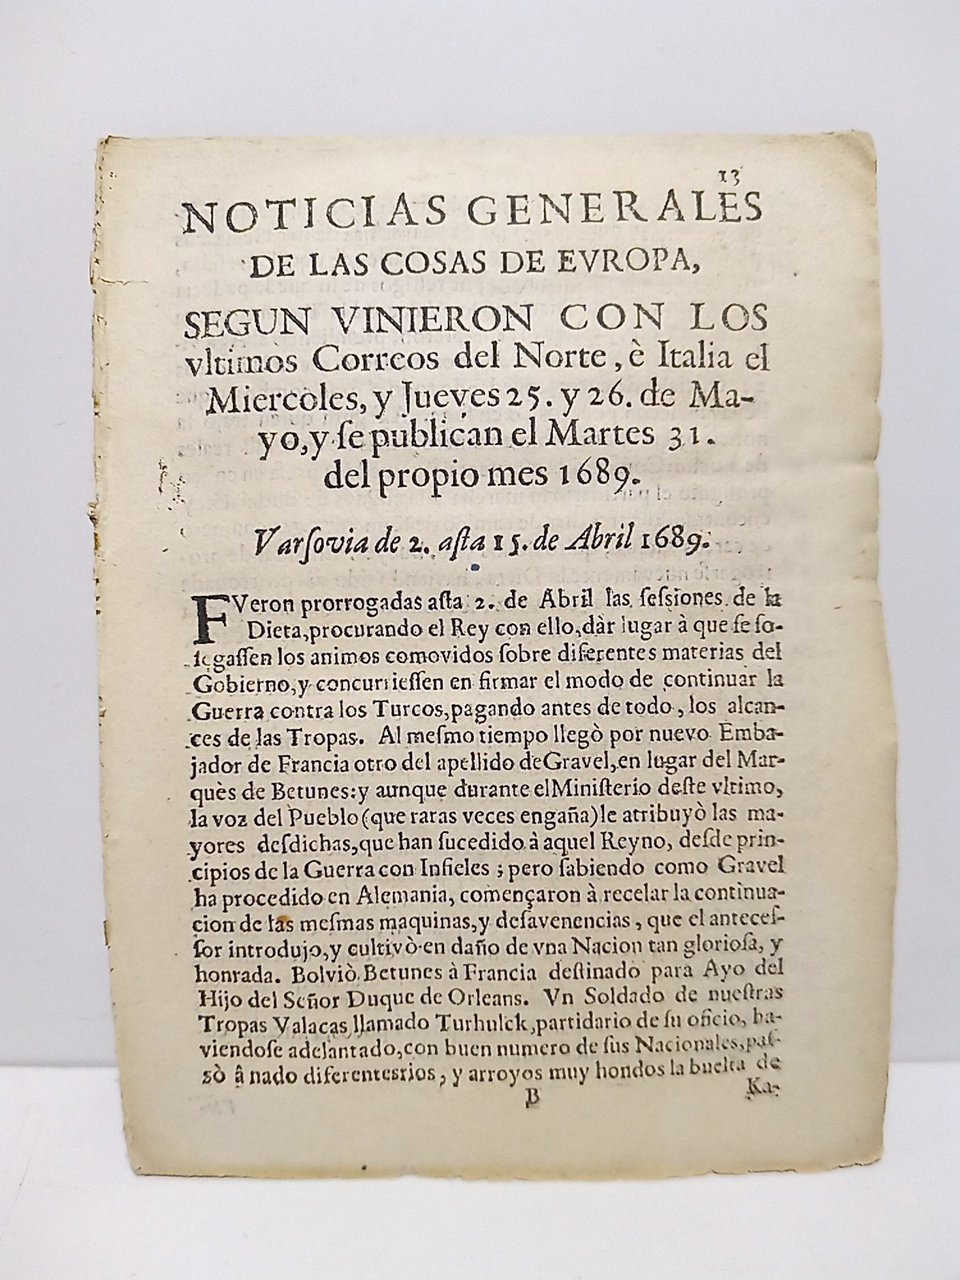 13
NOTICIAS GENERALES
DE LAS COSAS DE EVROPA,
SEGUN VINIERON CON LOS
vltimos Correos del Norte, è Italia el
Miercoles, y Jueves 25. y 26. de Ma-
yo, y ſe publican el Martes 31.
del propio mes 1689.
Varſovia de 2. aſta 15. de Abril 1689.
FVeron prorrogadas aſta 2. de Abril las ſeſsiones de la
Dieta, procurando el Rey con ello, dàr lugar à que ſe ſo-
ſegaſſen los animos comovidos ſobre diferentes materias del
Gobierno, y concurrieſſen en firmar el modo de continuar la
Guerra contra los Turcos, pagando antes de todo, los alcan-
ces de las Tropas. Al meſmo tiempo llegò por nuevo Emba-
jador de Francia otro del apellido de Gravel, en lugar del Mar-
quès de Betunes: y aunque durante el Miniſterio deſte vltimo,
la voz del Pueblo (que raras veces engaña) le atribuyò las ma-
yores deſdichas, que han ſucedido à aquel Reyno, deſde prin-
cipios de la Guerra con Infieles; pero ſabiendo como Gravel
ha procedido en Alemania, començaron à recelar la continua-
cion de las meſmas maquinas, y deſavenencias, que el anteceſ-
ſor introdujo, y cultivò en daño de vna Nacion tan glorioſa, y
honrada. Bolviò Betunes à Francia deſtinado para Ayo del
Hijo del Señor Duque de Orleans. Vn Soldado de nueſtras
Tropas Valacas llamado Turhulck, partidario de ſu oficio, ha-
viendoſe adelantado, con buen numero de ſus Nacionales, paſ-
sò â nado diferentes rios, y arroyos muy hondos la buelta de
B
Ka-